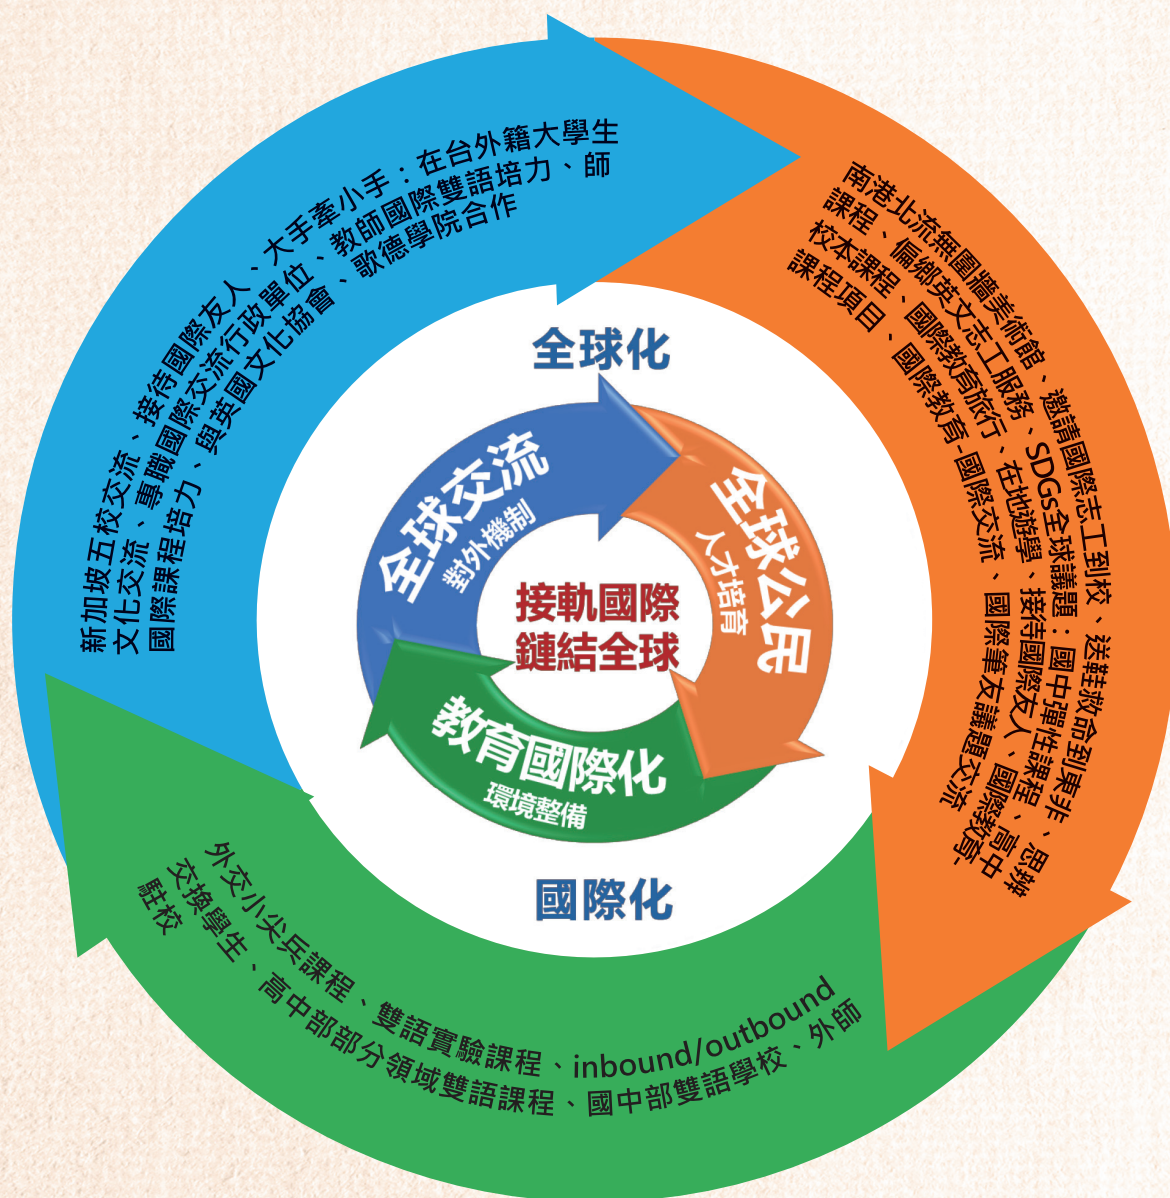 新加坡五校交流、接待國際友人、大手牽小手：在台外籍大學生
文化交流、專職國際交流行政單位、教師國際雙語培力、師
國際課程培力、與英國文化協會、歌德學院合作
南港北流無圍牆美術館、邀請國際志工到校、送鞋救命到東非、思辨
課程、偏鄉英文志工服務、SDGs全球議題：國中彈性課程、高中
校本課程、國際教育旅行、在地遊學、接待國際友人、國際教育-
課程項目、國際教育-國際交流、國際筆友議題交流
全球化
全球交流
對外機制
全球公民
人才培育
接軌國際
鏈結全球
教育國際化
環境整備
國際化
外交小尖兵課程、雙語實驗課程、inbound/outbound
交換學生、高中部部分領域雙語課程、國中部雙語學校、外師
駐校